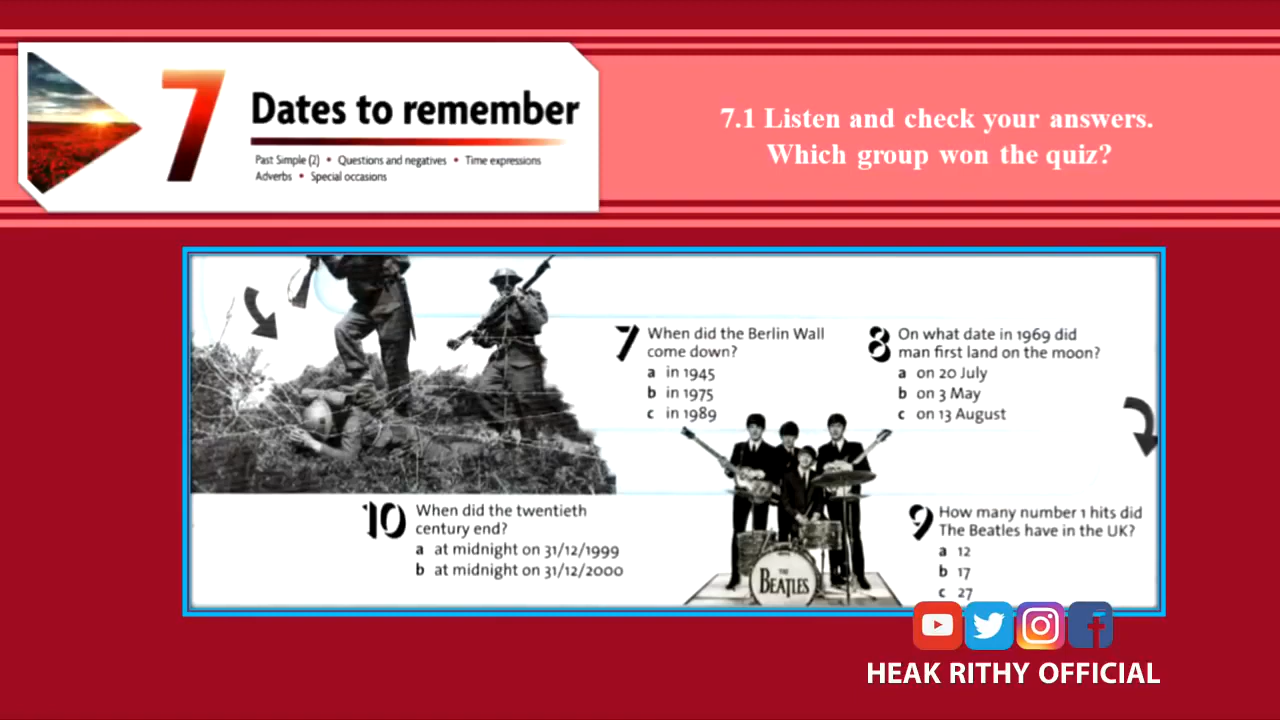 7
Dates to remember
Past Simple (2) • Questions and negatives • Time expressions
Adverbs • Special occasions
7.1 Listen and check your answers.
Which group won the quiz?
7 When did the Berlin Wall
come down?
a in 1945
b in 1975
c in 1989
8 On what date in 1969 did
man first land on the moon?
a on 20 July
b on 3 May
c on 13 August
10 When did the twentieth
century end?
a at midnight on 31/12/1999
b at midnight on 31/12/2000
THE
BEATLES
9 How many number 1 hits did
The Beatles have in the UK?
a 12
b 17
c 27
HEAK RITHY OFFICIAL